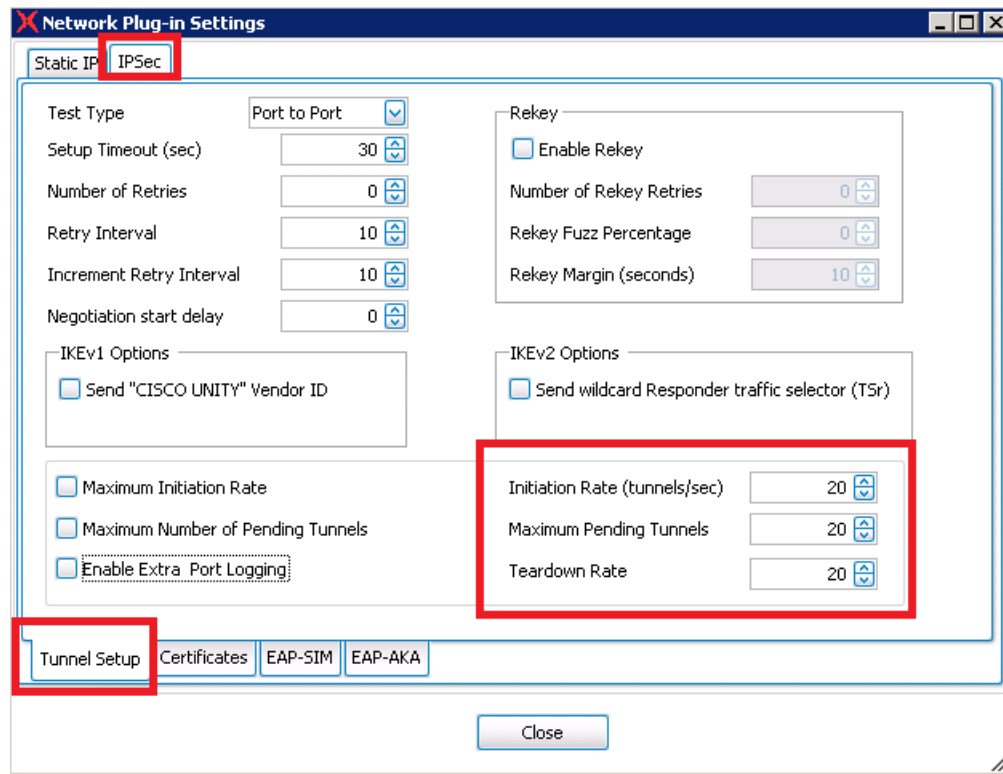 Network Plug-in Settings
Static IP
IPSec
Test Type
Port to Port
Setup Timeout (sec)
30
Number of Retries
0
Retry Interval
10
Increment Retry Interval
10
Negotiation start delay
0
Rekey
Enable Rekey
Number of Rekey Retries
0
Rekey Fuzz Percentage
0
Rekey Margin (seconds)
10
IKEv1 Options
Send "CISCO UNITY" Vendor ID
IKEv2 Options
Send wildcard Responder traffic selector (TSr)
Maximum Initiation Rate
Maximum Number of Pending Tunnels
Enable Extra Port Logging
Initiation Rate (tunnels/sec)
20
Maximum Pending Tunnels
20
Teardown Rate
20
Tunnel Setup
Certificates
EAP-SIM
EAP-AKA
Close